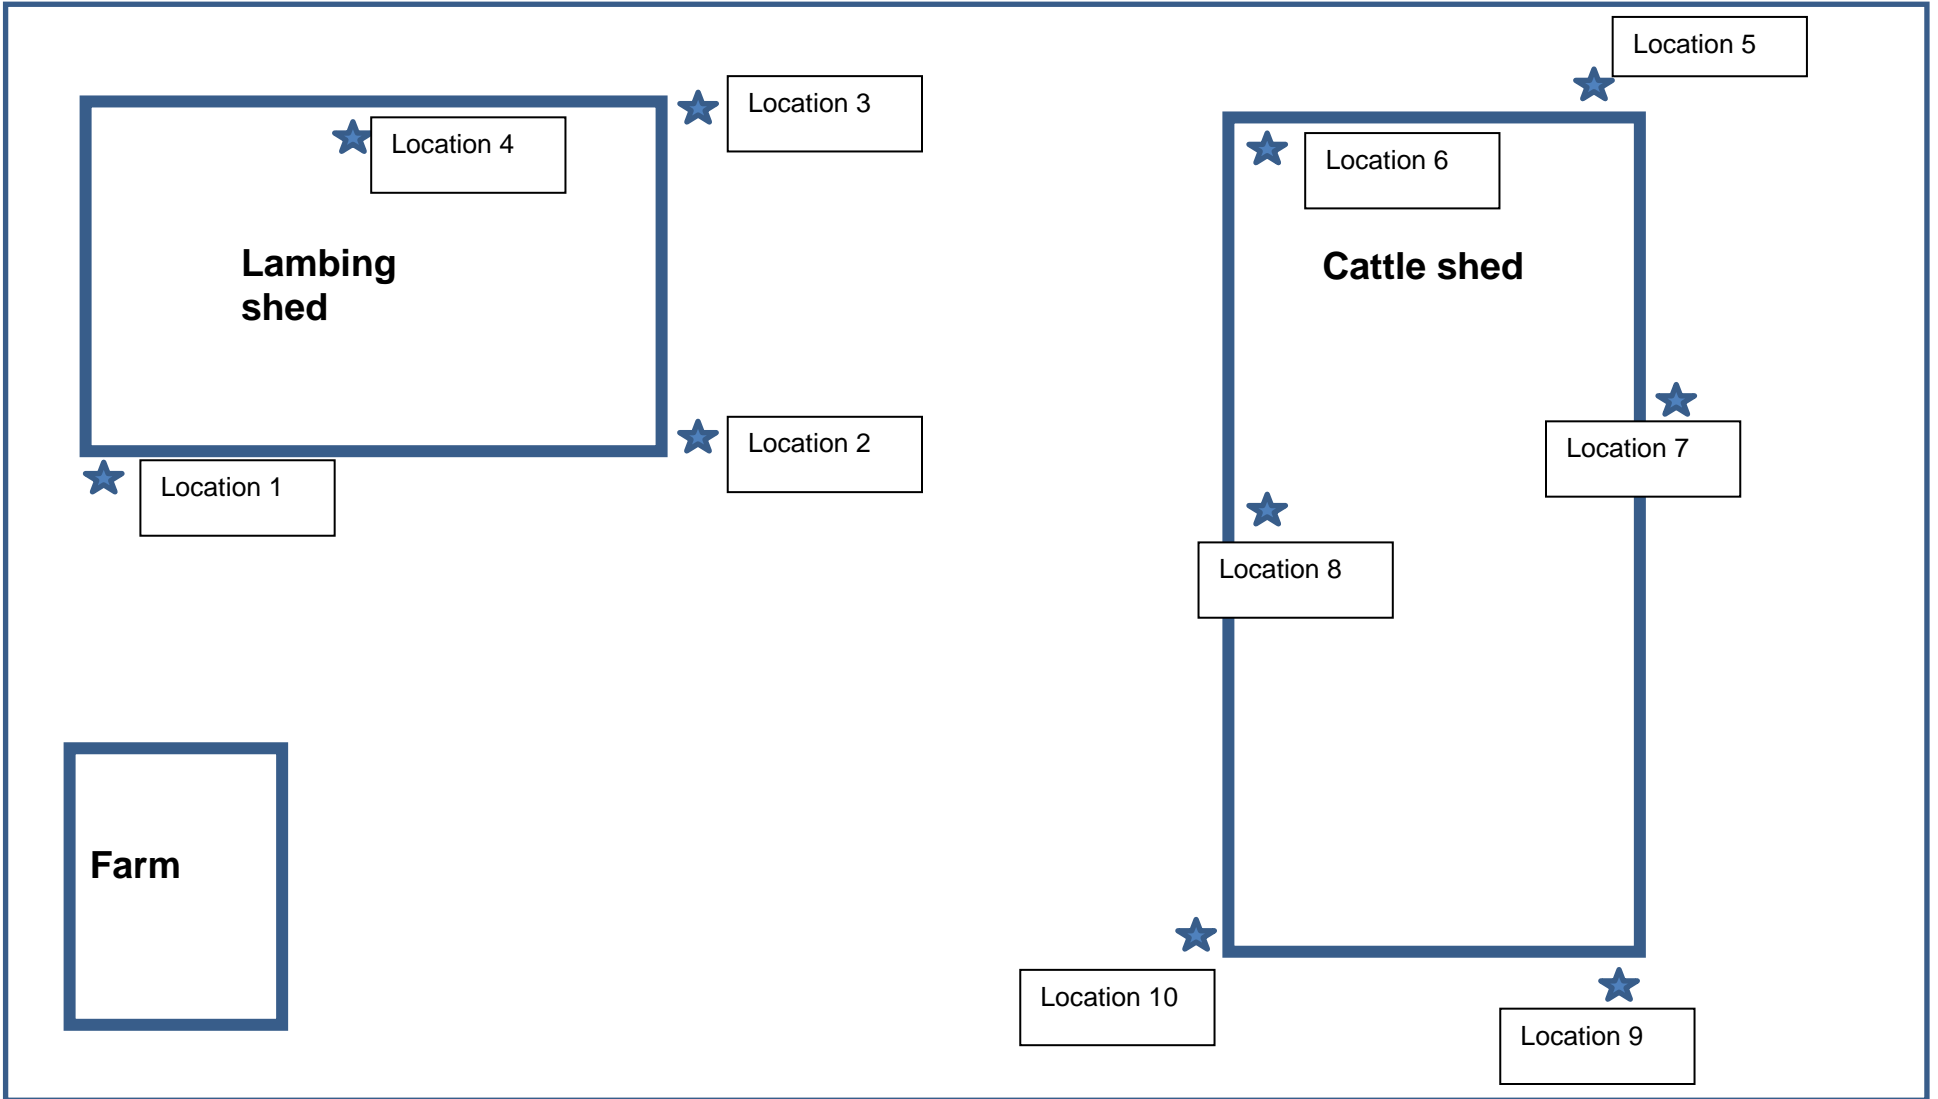 Location 5
Location 3
Location 4
Location 6
Lambing
shed
Cattle shed
Location 2
Location 7
Location 1
Location 8
Farm
Location 10
Location 9